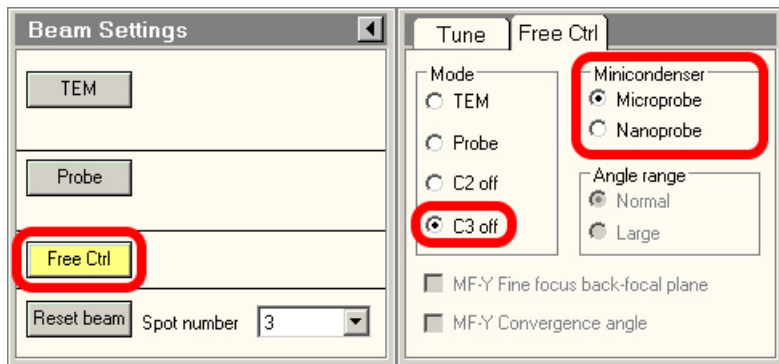 Beam Settings
TEM
Probe
Free Ctrl
Reset beam Spot number 3
Tune Free Ctrl
Mode
TEM
Probe
C2 off
C3 off
Minicondenser
Microprobe
Nanoprobe
Angle range
Normal
Large
MF-Y Fine focus back-focal plane
MF-Y Convergence angle